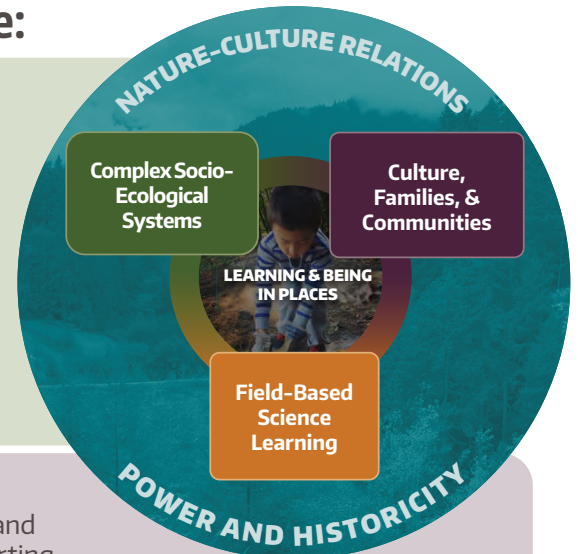 e:
NATURE-CULTURE RELATIONS
Complex Socio-
Ecological
Systems
Culture,
Families, &
Communities
LEARNING & BEING
IN PLACES
Field-Based
Science
Learning
POWER AND HISTORICITY
and
rting